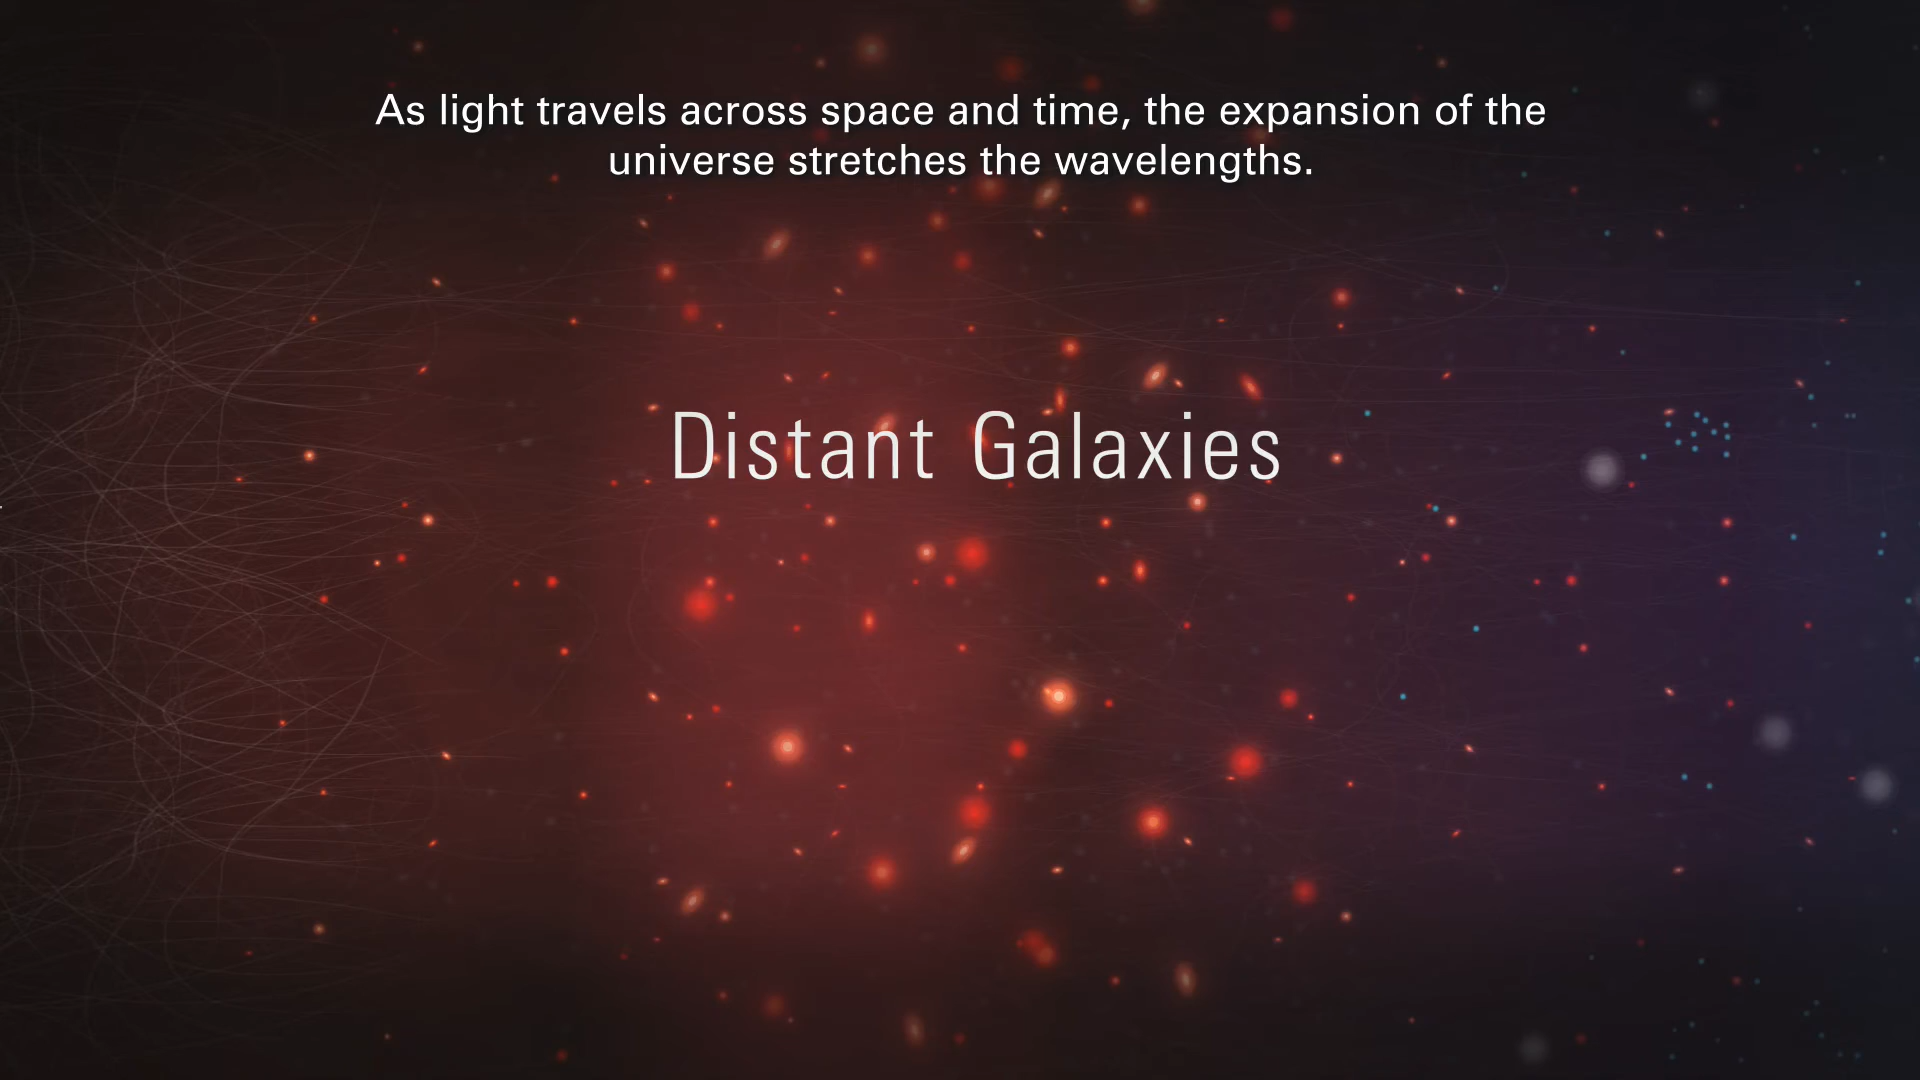 As light travels across space and time, the expansion of the
universe stretches the wavelengths.
Distant Galaxies